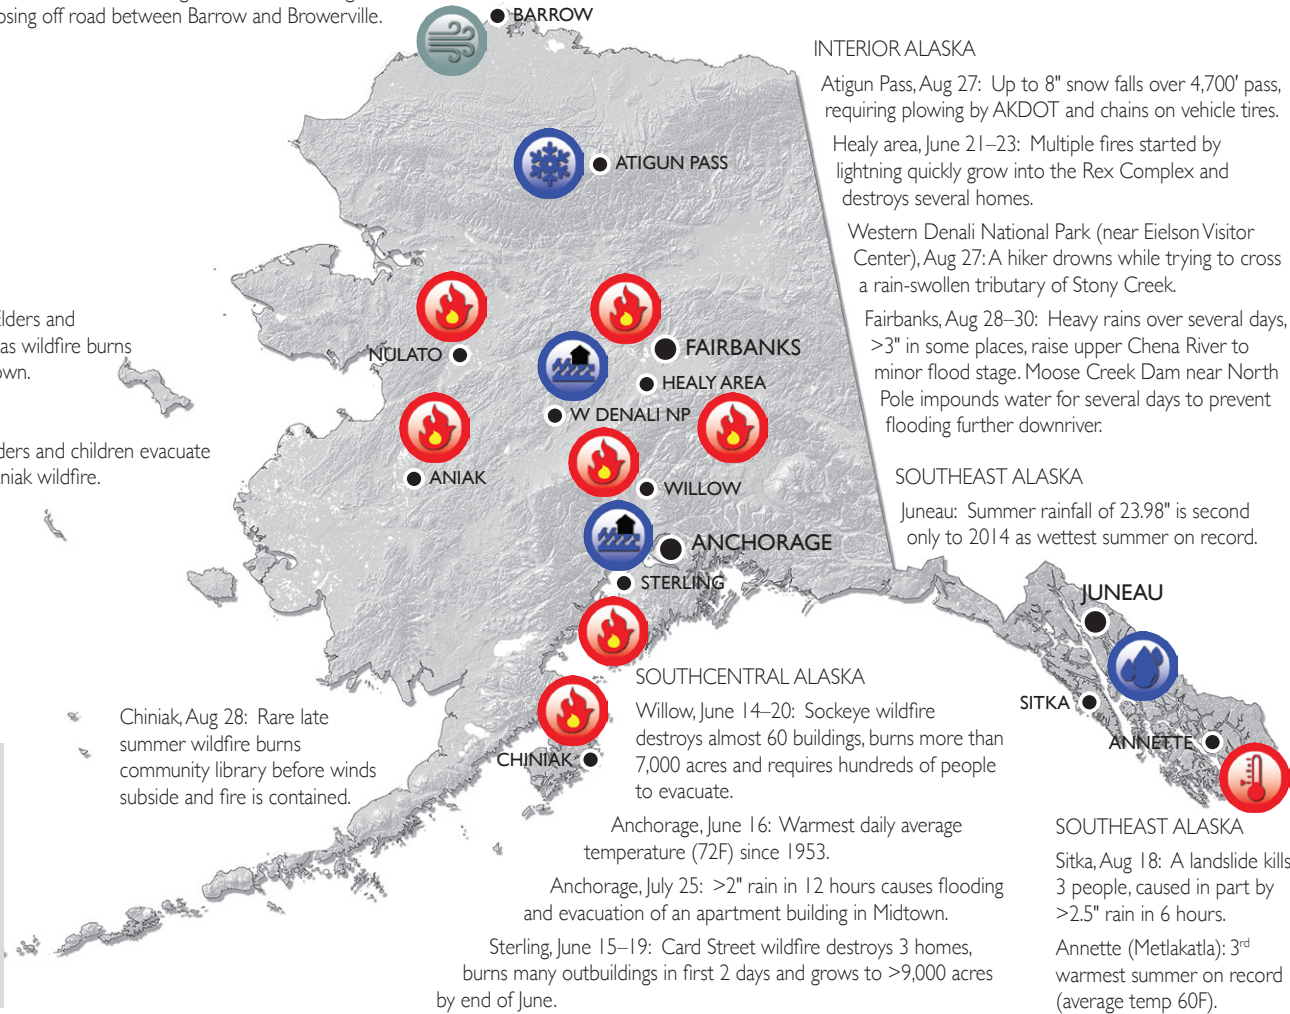 osing off road between Barrow and Browerville.
BARROW
ATIGUN PASS
NULATO
FAIRBANKS
HEALY AREA
W DENALI NP
ANIAK
WILLOW
ANCHORAGE
STERLING
CHINIAK
JUNEAU
SITKA
ANNETTE
INTERIOR ALASKA
Atigun Pass, Aug 27: Up to 8" snow falls over 4,700' pass,
requiring plowing by AKDOT and chains on vehicle tires.
Healy area, June 21–23: Multiple fires started by
lightning quickly grow into the Rex Complex and
destroys several homes.
Western Denali National Park (near Eielson Visitor
Center), Aug 27: A hiker drowns while trying to cross
a rain-swollen tributary of Stony Creek.
Fairbanks, Aug 28–30: Heavy rains over several days,
>3" in some places, raise upper Chena River to
minor flood stage. Moose Creek Dam near North
Pole impounds water for several days to prevent
flooding further downriver.
SOUTHEAST ALASKA
Juneau: Summer rainfall of 23.98" is second
only to 2014 as wettest summer on record.
Elders and
as wildfire burns
own.
ders and children evacuate
niak wildfire.
Chiniak, Aug 28: Rare late
summer wildfire burns
community library before winds
subside and fire is contained.
SOUTHCENTRAL ALASKA
Willow, June 14–20: Sockeye wildfire
destroys almost 60 buildings, burns more than
7,000 acres and requires hundreds of people
to evacuate.
Anchorage, June 16: Warmest daily average
temperature (72F) since 1953.
Anchorage, July 25: >2" rain in 12 hours causes flooding
and evacuation of an apartment building in Midtown.
Sterling, June 15–19: Card Street wildfire destroys 3 homes,
burns many outbuildings in first 2 days and grows to >9,000 acres
by end of June.
SOUTHEAST ALASKA
Sitka, Aug 18: A landslide kills
3 people, caused in part by
>2.5" rain in 6 hours.
Annette (Metlakatla): 3rd
warmest summer on record
(average temp 60F).